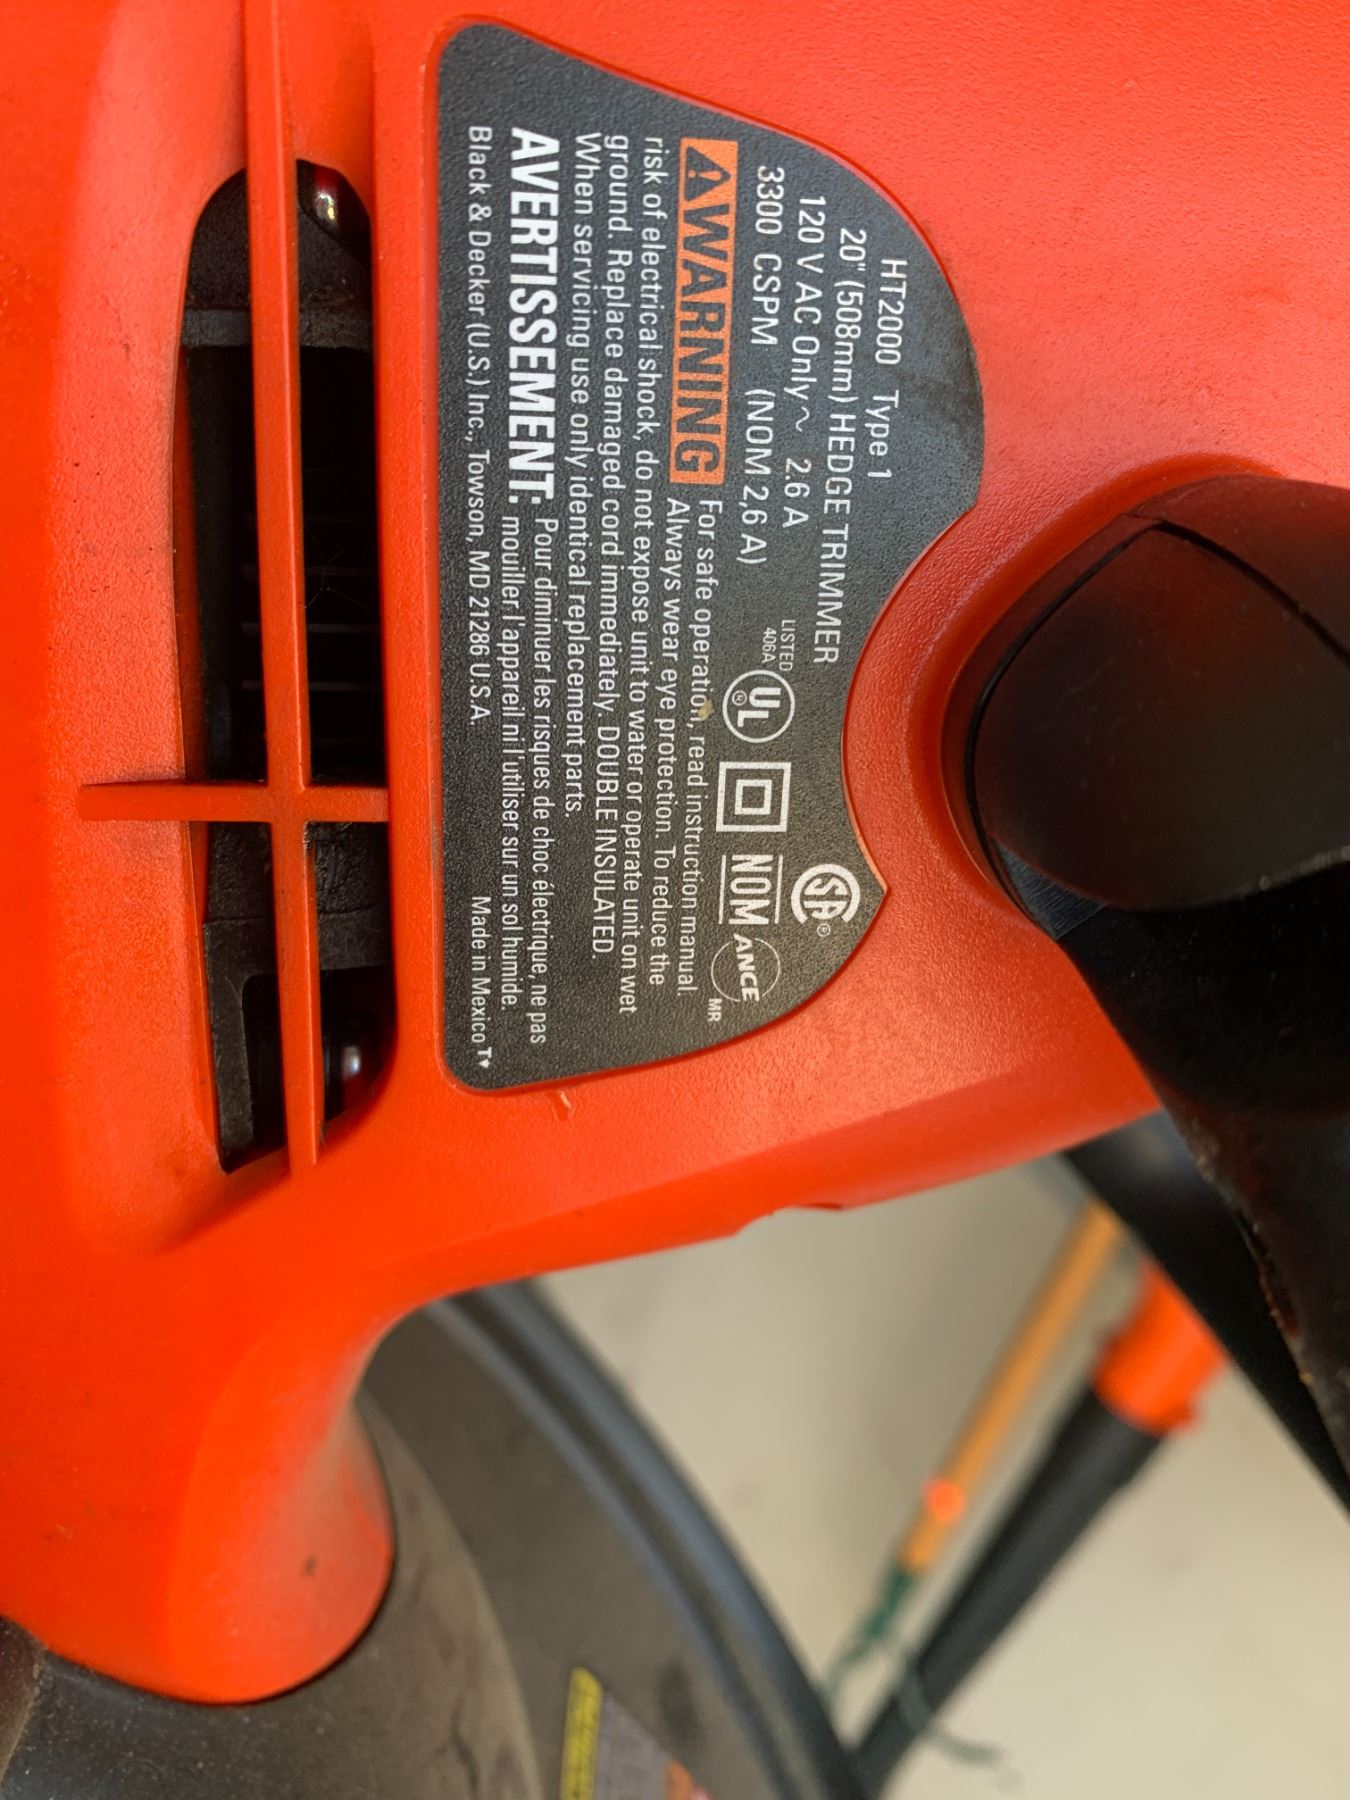 HT2000 Type 1
20" (508mm) HEDGE TRIMMER
120 V AC Only ~ 2.6 A
3300 CSPM (NOM 2,6 A)
LISTED
406A
UL®
SA®
NOM
ANCE
MR
⚠WARNING For safe operation, read instruction manual.
Always wear eye protection. To reduce the
risk of electrical shock, do not expose unit to water or operate unit on wet
ground. Replace damaged cord immediately. DOUBLE INSULATED.
When servicing use only identical replacement parts.
AVERTISSEMENT: Pour diminuer les risques de choc électrique, ne pas
mouiller l'appareil ni l'utiliser sur un sol humide.
Black & Decker (U.S.) Inc., Towson, MD 21286 U.S.A. Made in Mexico T♦